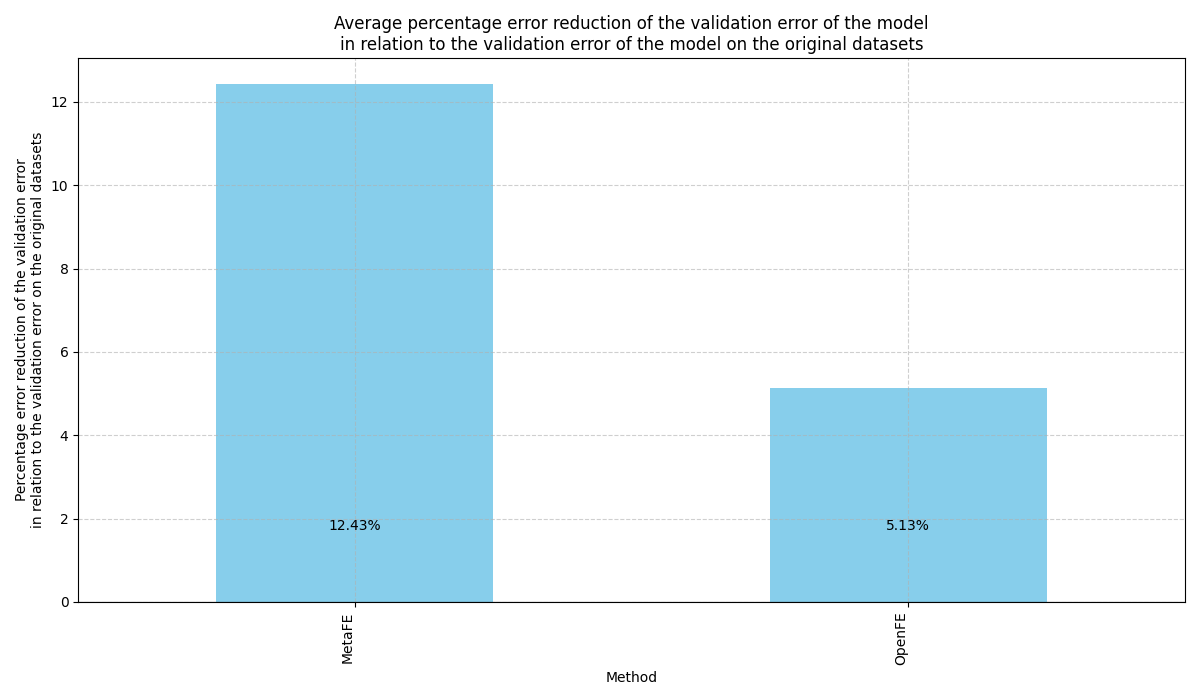 Average percentage error reduction of the validation error of the model
in relation to the validation error of the model on the original datasets
Percentage error reduction of the validation error
in relation to the validation error on the original datasets
12
10
8
6
4
2
0
12.43%
5.13%
MetaFE
OpenFE
Method